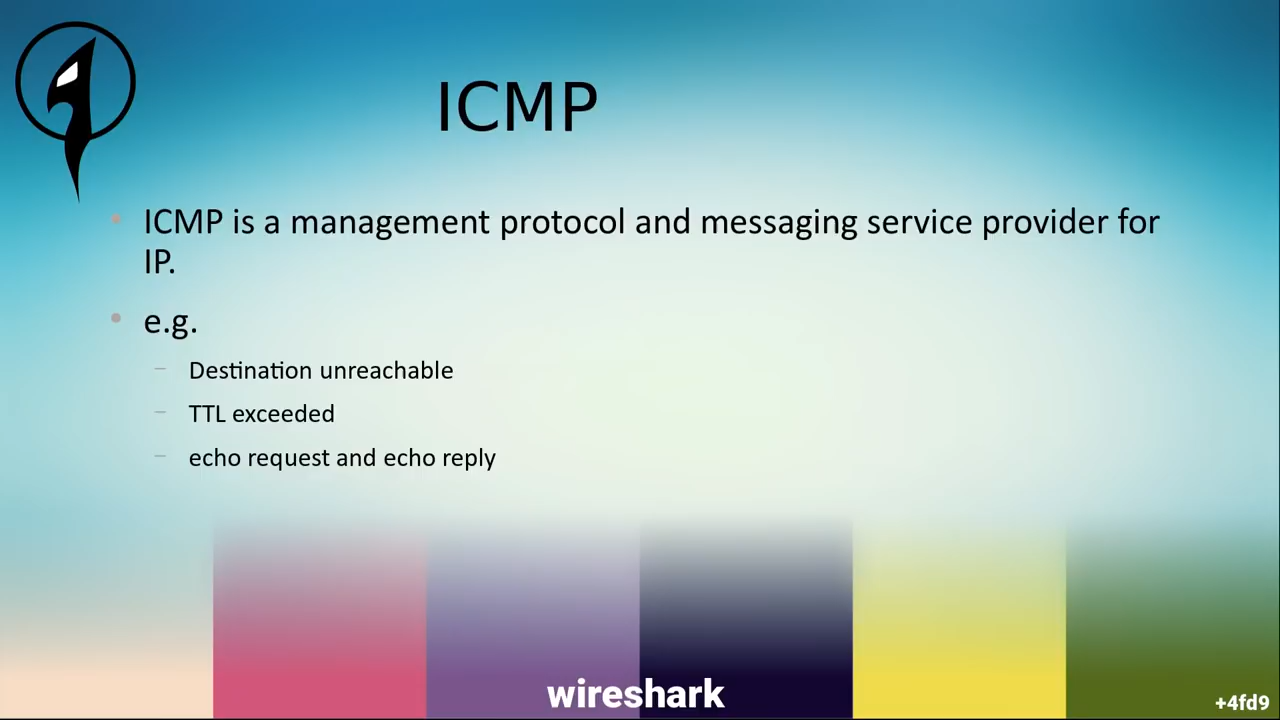 ICMP
ICMP is a management protocol and messaging service provider for
IP.
e.g.
Destination unreachable
TTL exceeded
echo request and echo reply
wireshark
+4fd9